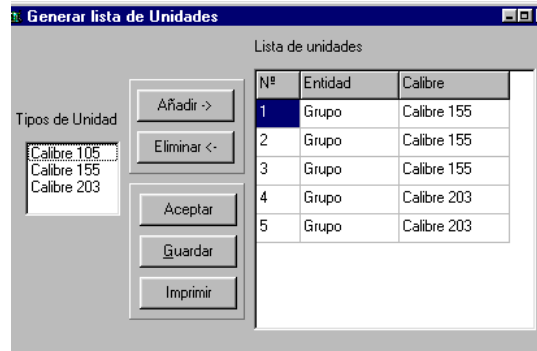 Generar lista de Unidades
Lista de unidades
Nº Entidad Calibre
1 Grupo Calibre 155
2 Grupo Calibre 155
3 Grupo Calibre 155
4 Grupo Calibre 203
5 Grupo Calibre 203
Tipos de Unidad
Calibre 105
Calibre 155
Calibre 203
Añadir ->
Eliminar <-
Aceptar
Guardar
Imprimir